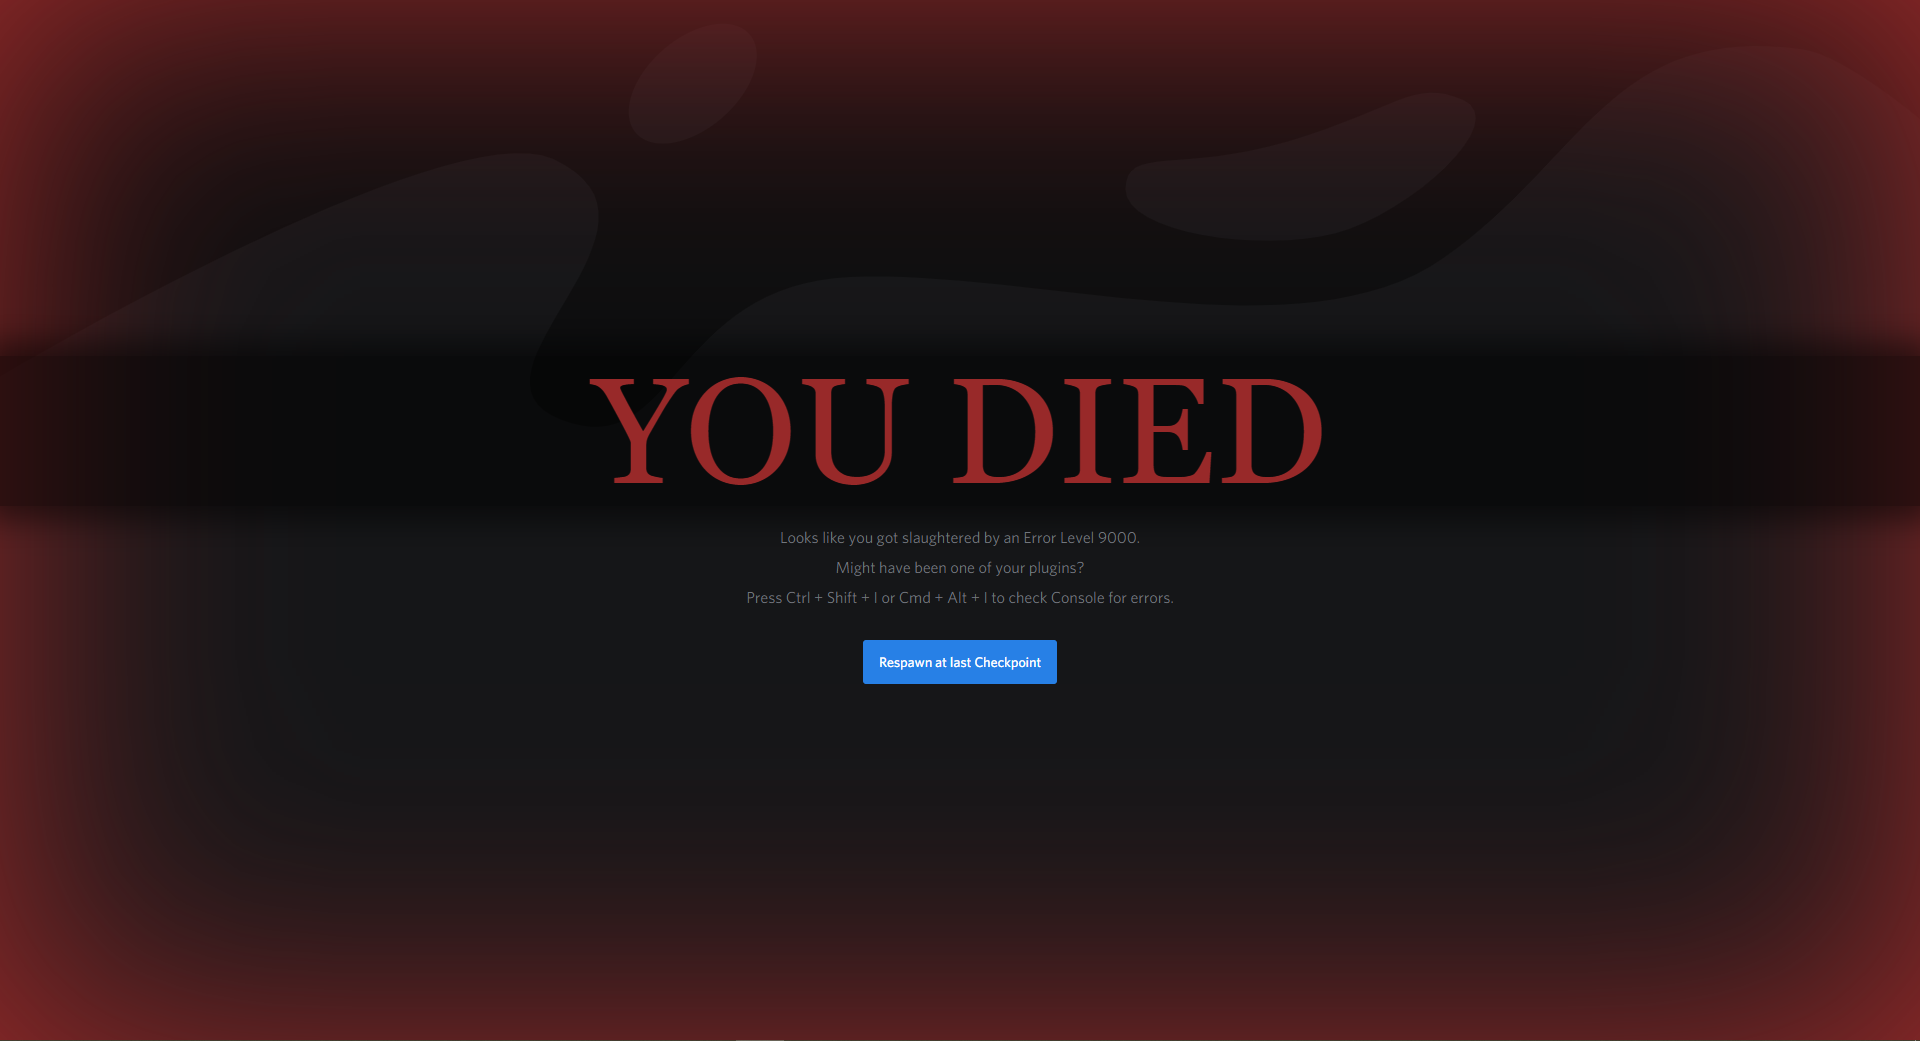 YOU DIED
Looks like you got slaughtered by an Error Level 9000.
Might have been one of your plugins?
Press Ctrl + Shift + I or Cmd + Alt + I to check Console for errors.
Respawn at last Checkpoint